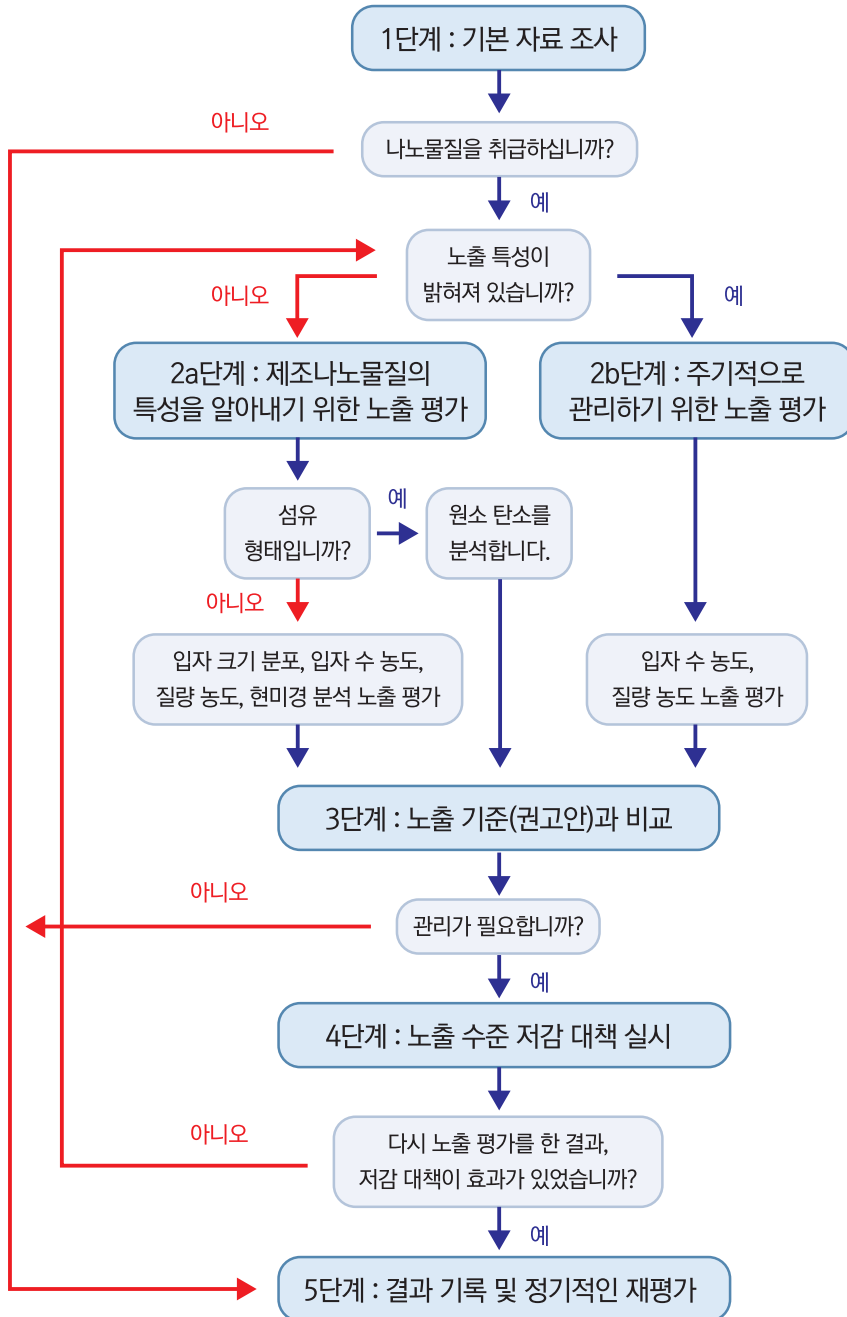 1단계 : 기본 자료 조사
아니오
나노물질을 취급하십니까?
예
노출 특성이
밝혀져 있습니까?
아니오
예
2a단계 : 제조나노물질의
특성을 알아내기 위한 노출 평가
2b단계 : 주기적으로
관리하기 위한 노출 평가
섬유
형태입니까?
예
원소 탄소를
분석합니다.
아니오
입자 크기 분포, 입자 수 농도,
질량 농도, 현미경 분석 노출 평가
입자 수 농도,
질량 농도 노출 평가
3단계 : 노출 기준(권고안)과 비교
아니오
관리가 필요합니까?
예
4단계 : 노출 수준 저감 대책 실시
아니오
다시 노출 평가를 한 결과,
저감 대책이 효과가 있었습니까?
예
5단계 : 결과 기록 및 정기적인 재평가